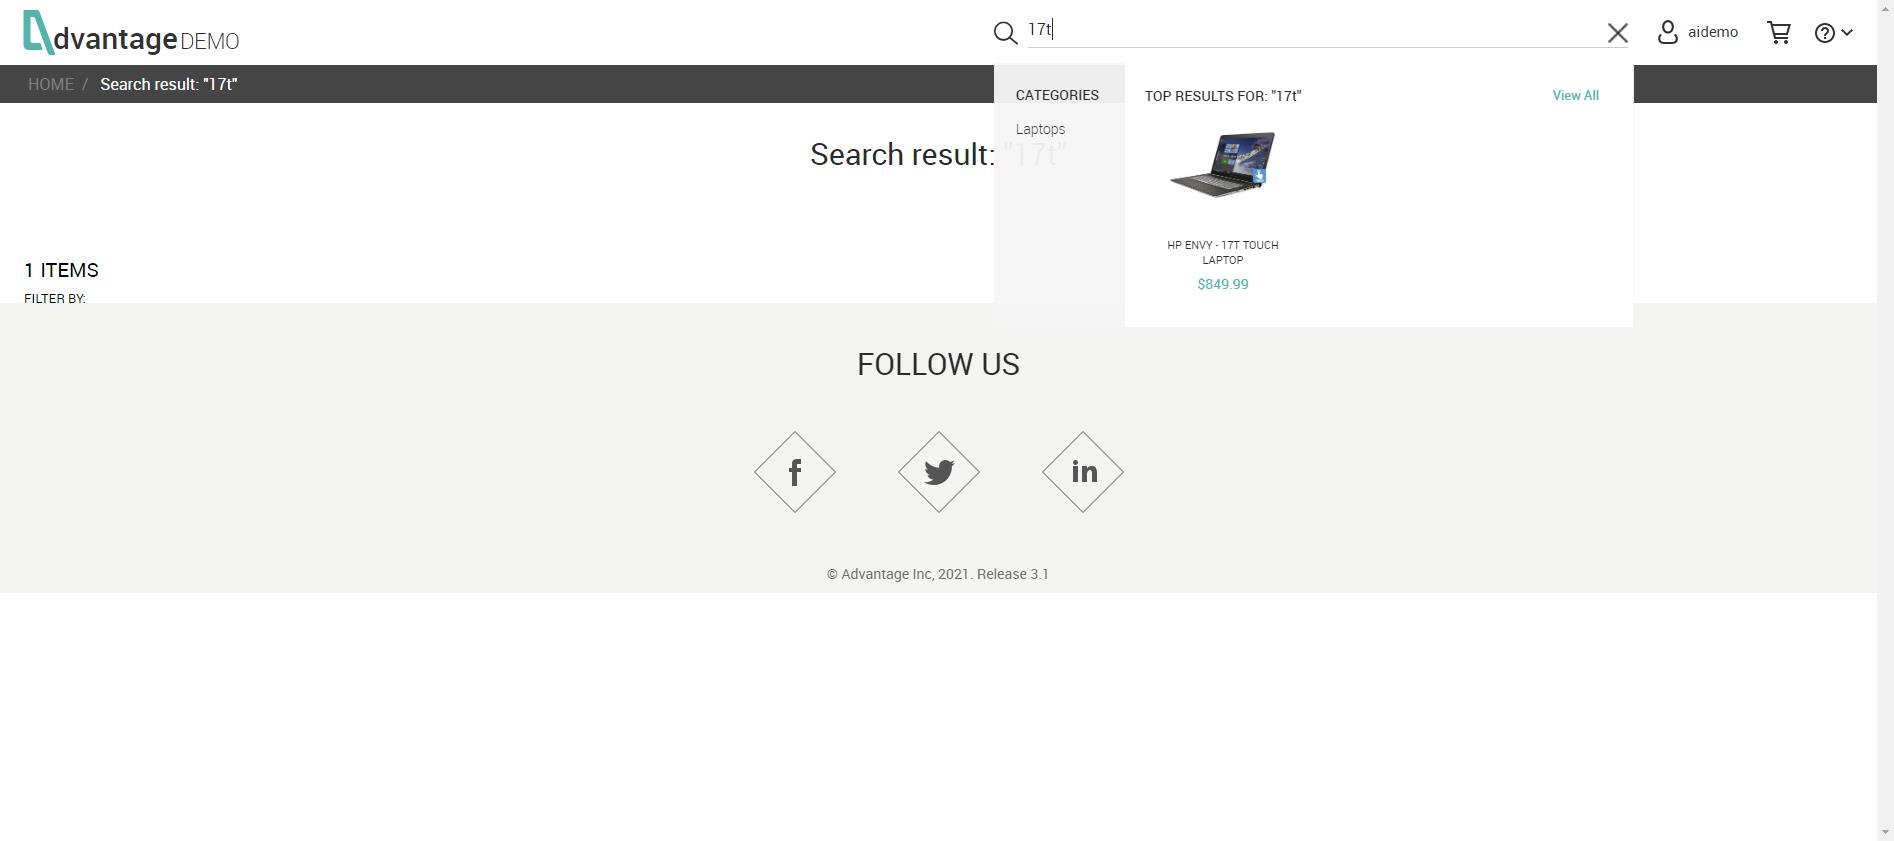 dvantage DEMO
17t
aidemo
HOME / Search result: "17t"
CATEGORIES
Laptops
TOP RESULTS FOR: "17t"
View All
HP ENVY - 17T TOUCH
LAPTOP
$849.99
Search result: "17t"
1 ITEMS
FILTER BY:
FOLLOW US
f
in
© Advantage Inc, 2021. Release 3.1